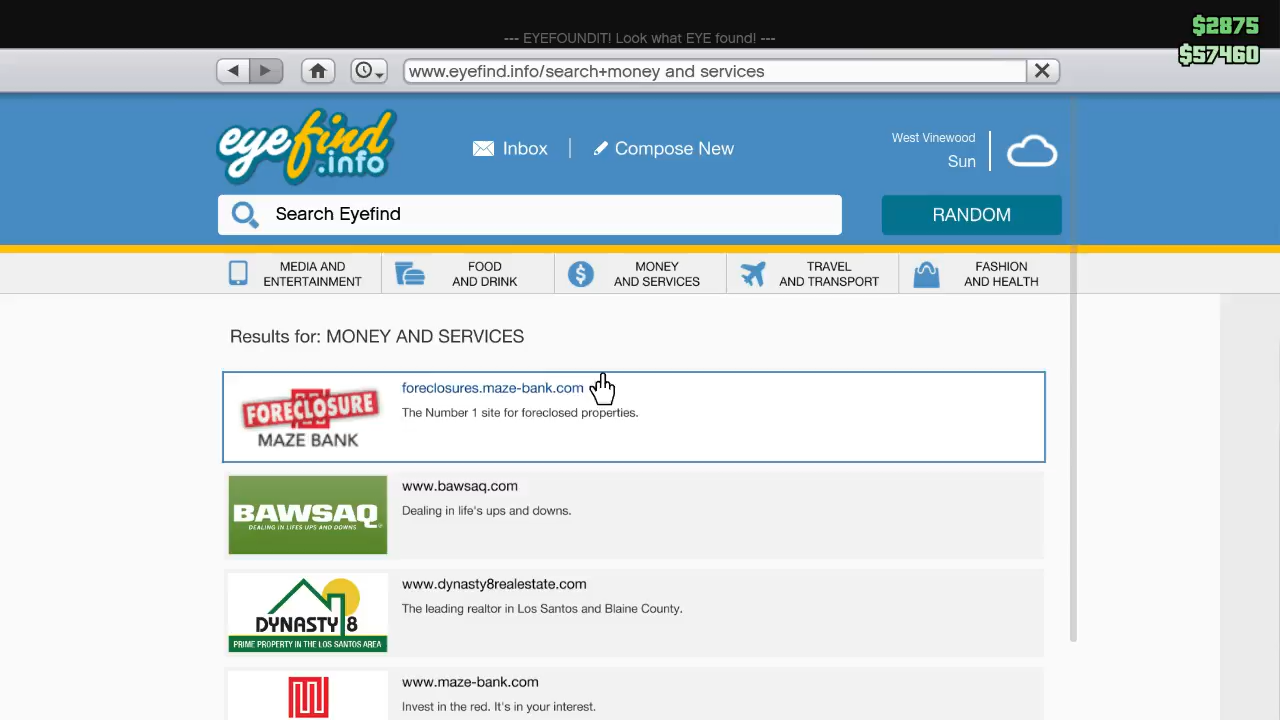 $2875
--- EYEFOUNDIT! Look what EYE found! ---
$57460
www.eyefind.info/search+money and services
eyefind
.info
Inbox
Compose New
West Vinewood
Sun
Search Eyefind
RANDOM
MEDIA AND
ENTERTAINMENT
FOOD
AND DRINK
MONEY
AND SERVICES
TRAVEL
AND TRANSPORT
FASHION
AND HEALTH
Results for: MONEY AND SERVICES
FORECLOSURE
MAZE BANK
foreclosures.maze-bank.com
The Number 1 site for foreclosed properties.
BAWSAQ
DEALING IN LIFES UPS AND DOWNS
www.bawsaq.com
Dealing in life's ups and downs.
DYNASTY 8
PRIME PROPERTY IN THE LOS SANTOS AREA
www.dynasty8realestate.com
The leading realtor in Los Santos and Blaine County.
www.maze-bank.com
Invest in the red. It's in your interest.